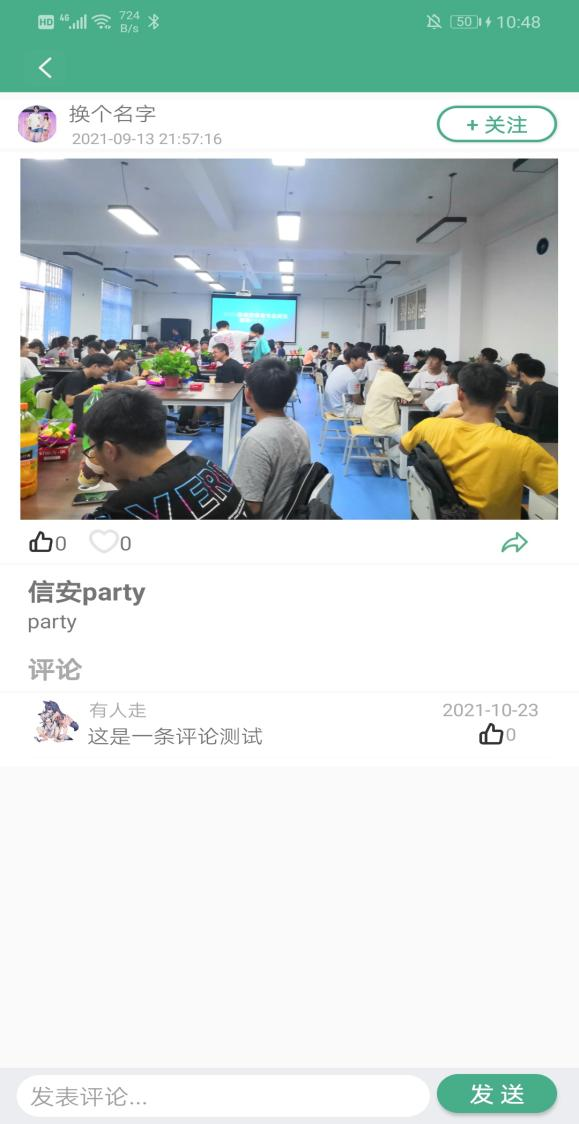 HD 4G 724 B/s 50 10:48
换个名字
2021-09-13 21:57:16
+ 关注
0 0
信安party
party
评论
有人走 2021-10-23
这是一条评论测试 0
发表评论...
发送